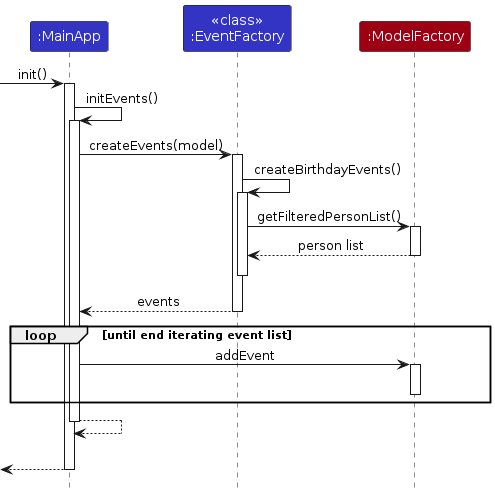 :MainApp
«class»
:EventFactory
:ModelFactory
init()
initEvents()
createEvents(model)
createBirthdayEvents()
getFilteredPersonList()
person list
events
loop [until end iterating event list]
addEvent